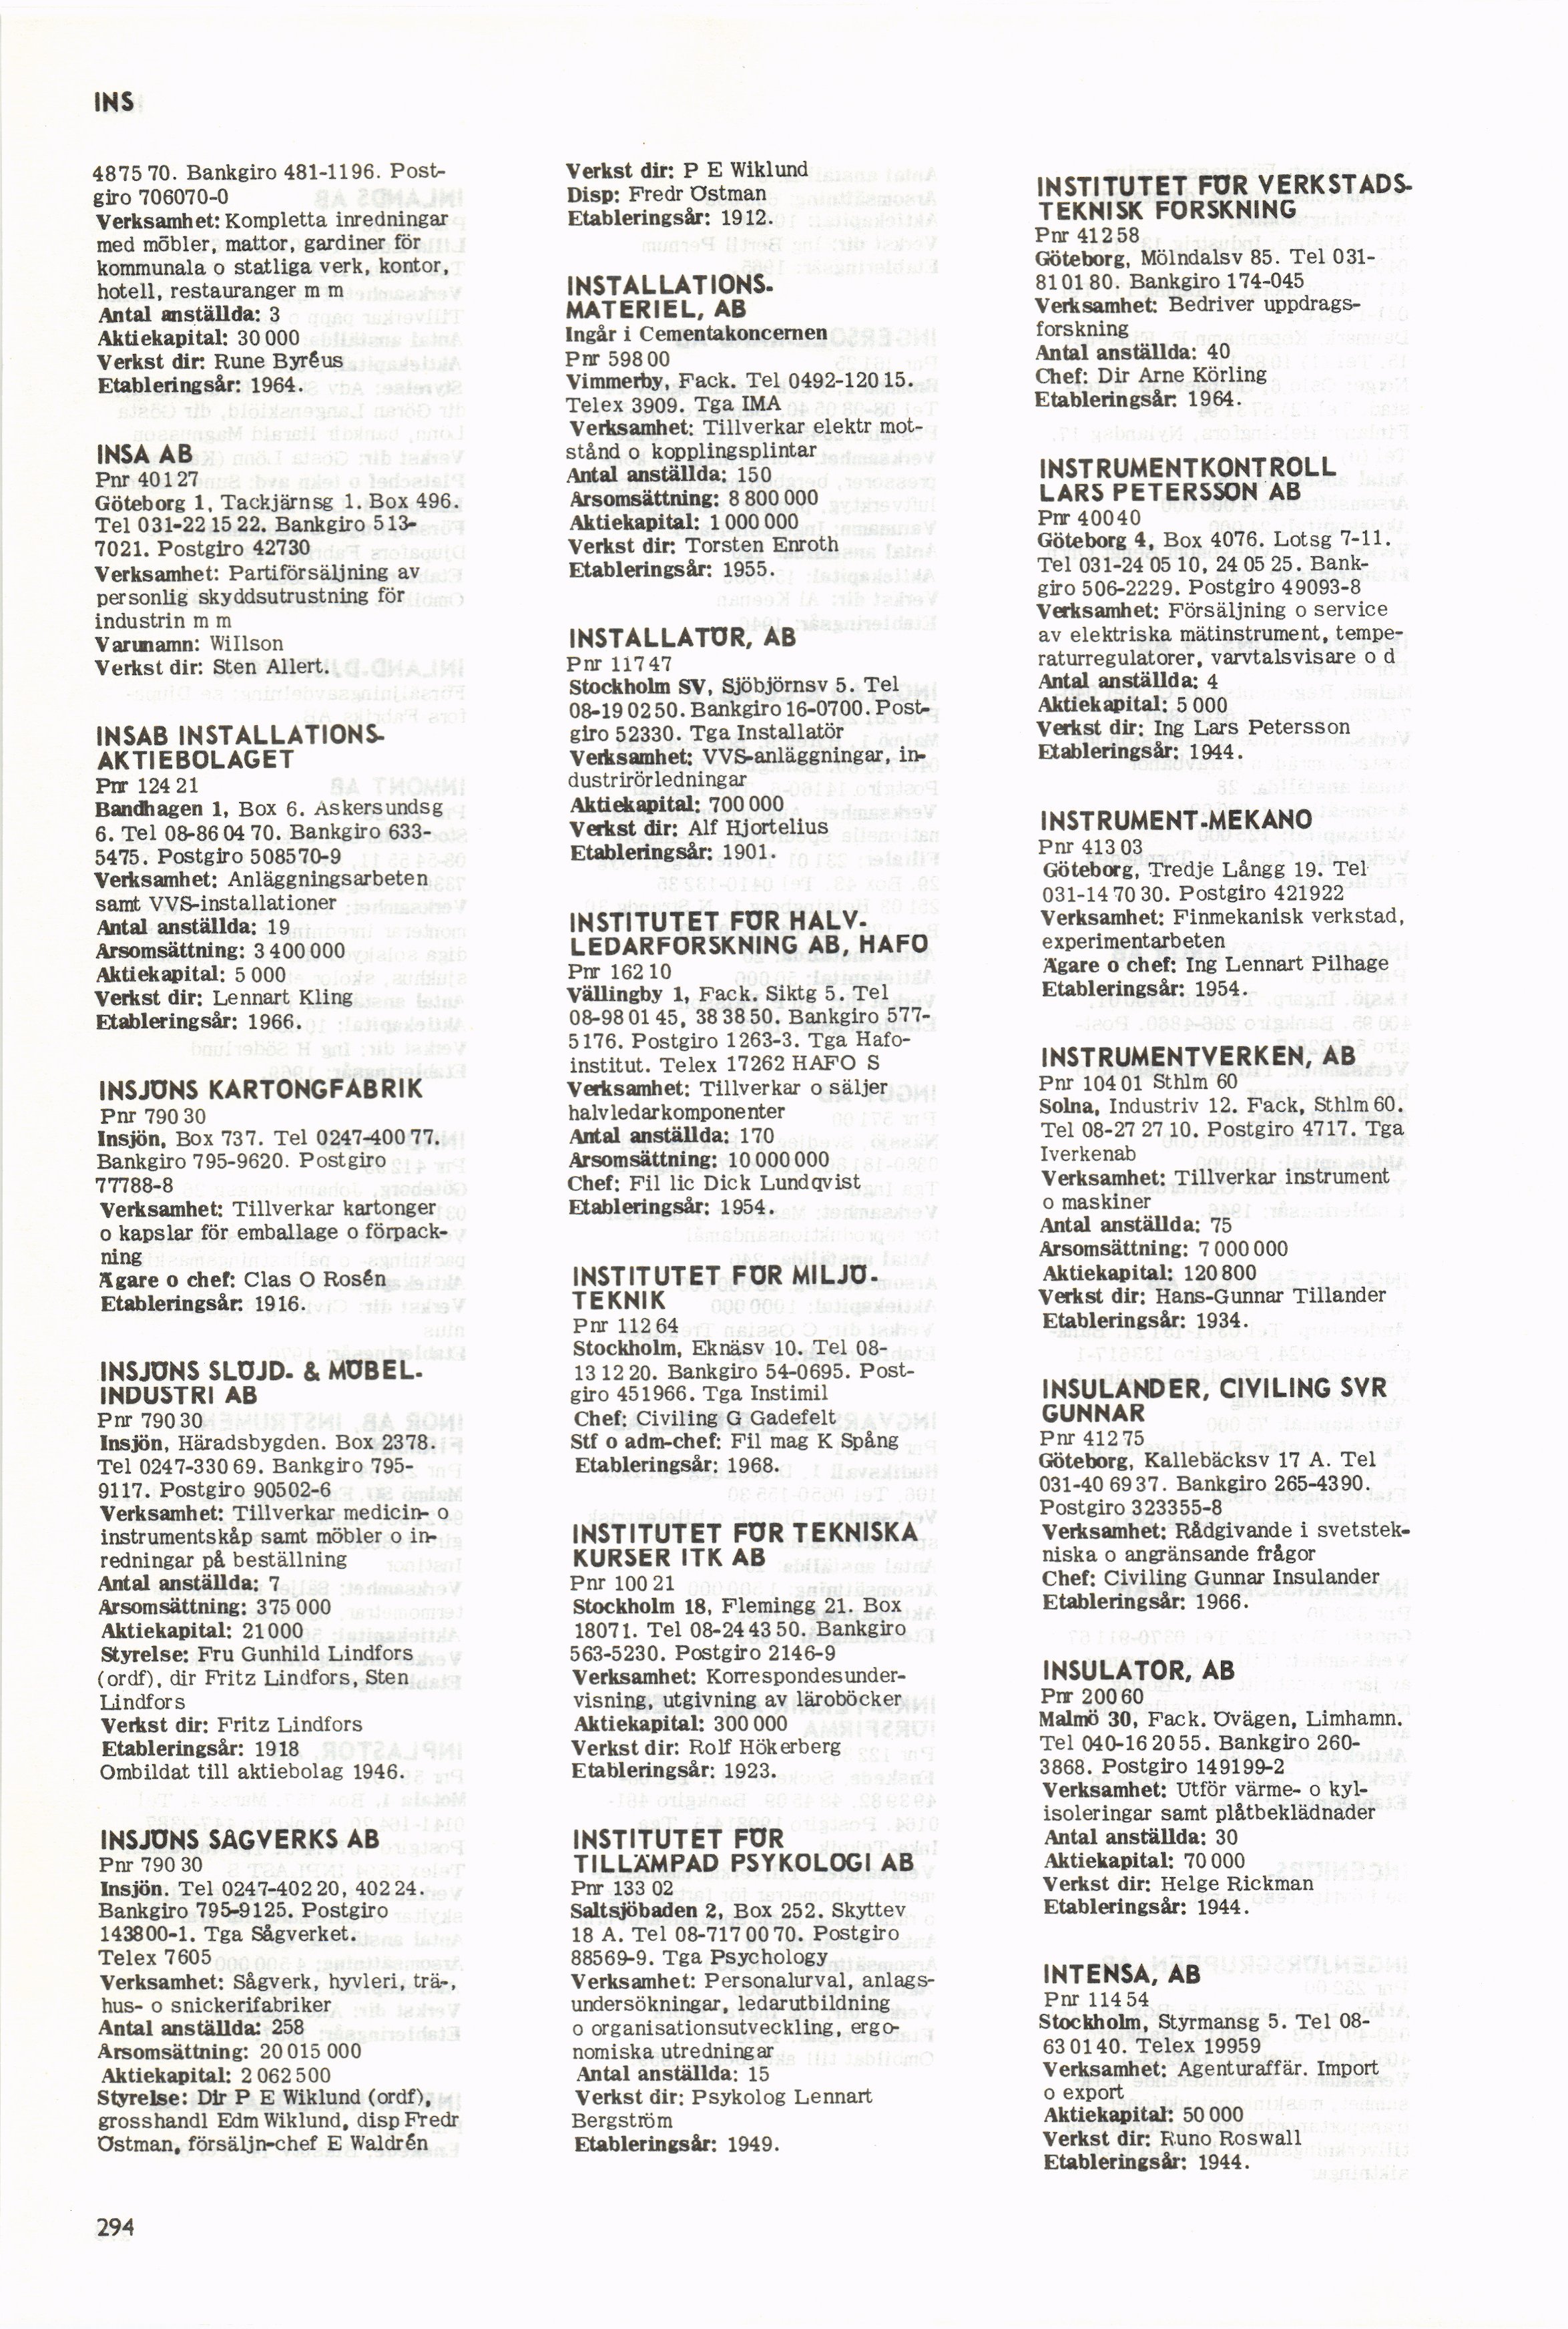 INS
4875 70. Bankgiro 481-1196. Post-
giro 706070-0
Verksamhet: Kompletta inredningar
med möbler, mattor, gardiner för
kommunala o statliga verk, kontor,
hotell, restauranger m m
Antal anställda: 3
Aktiekapital: 30 000
Verkst dir: Rune Byréus
Etableringsår: 1964.
INSA AB
Pnr 401 27
Göteborg 1, Tackjärnsg 1. Box 496.
Tel 031-22 15 22. Bankgiro 513-
7021. Postgiro 42730
Verksamhet: Partiförsäljning av
personlig skyddsutrustning för
industrin m m
Varunamn: Willson
Verkst dir: Sten Allert.
INSAB INSTALLATIONS-
AKTIEBOLAGET
Pnr 124 21
Bandhagen 1, Box 6. Askersundsg
6. Tel 08-86 04 70. Bankgiro 633-
5475. Postgiro 508570-9
Verksamhet: Anläggningsarbeten
samt VVS-installationer
Antal anställda: 19
Årsomsättning: 3 400 000
Aktiekapital: 5 000
Verkst dir: Lennart Kling
Etableringsår: 1966.
INSJÖNS KARTONGFABRIK
Pnr 790 30
Insjön, Box 737. Tel 0247-400 77.
Bankgiro 795-9620. Postgiro
77788-8
Verksamhet: Tillverkar kartonger
o kapslar för emballage o förpack-
ning
Ägare o chef: Clas O Rosén
Etableringsår: 1916.
INSJÖNS SLÖJD- & MÖBEL-
INDUSTRI AB
Pnr 790 30
Insjön, Häradsbygden. Box 2378.
Tel 0247-330 69. Bankgiro 795-
9117. Postgiro 90502-6
Verksamhet: Tillverkar medicin- o
instrumentskåp samt möbler o in-
redningar på beställning
Antal anställda: 7
Årsomsättning: 375 000
Aktiekapital: 21 000
Styrelse: Fru Gunhild Lindfors
(ordf), dir Fritz Lindfors, Sten
Lindfors
Verkst dir: Fritz Lindfors
Etableringsår: 1918
Ombildat till aktiebolag 1946.
INSJÖNS SÅGVERKS AB
Pnr 790 30
Insjön. Tel 0247-402 20, 402 24.
Bankgiro 795-9125. Postgiro
143800-1. Tga Sågverket.
Telex 7605
Verksamhet: Sågverk, hyvleri, trä-,
hus- o snickerifabriker
Antal anställda: 258
Årsomsättning: 20 015 000
Aktiekapital: 2 062 500
Styrelse: Dir P E Wiklund (ordf),
grosshandl Edm Wiklund, disp Fredr
Östman, försäljn-chef E Waldrén
294
Verkst dir: P E Wiklund
Disp: Fredr Östman
Etableringsår: 1912.
INSTALLATIONS-
MATERIEL, AB
Ingår i Cementakoncernen
Pnr 598 00
Vimmerby, Fack. Tel 0492-120 15.
Telex 3909. Tga IMA
Verksamhet: Tillverkar elektr mot-
stånd o kopplingsplintar
Antal anställda: 150
Årsomsättning: 8 800 000
Aktiekapital: 1 000 000
Verkst dir: Torsten Enroth
Etableringsår: 1955.
INSTALLATÖR, AB
Pnr 117 47
Stockholm SV, Sjöbjörnsv 5. Tel
08-19 02 50. Bankgiro 16-0700. Post-
giro 52330. Tga Installatör
Verksamhet: VVS-anläggningar, in-
dustrirörledningar
Aktiekapital: 700 000
Verkst dir: Alf Hjortelius
Etableringsår: 1901.
INSTITUTET FÖR HALV-
LEDARFORSKNING AB, HAFO
Pnr 162 10
Vällingby 1, Fack. Siktg 5. Tel
08-98 01 45, 38 38 50. Bankgiro 577-
5176. Postgiro 1263-3. Tga Hafo-
institut. Telex 17262 HAFO S
Verksamhet: Tillverkar o säljer
halvledarkomponenter
Antal anställda: 170
Årsomsättning: 10 000 000
Chef: Fil lic Dick Lundqvist
Etableringsår: 1954.
INSTITUTET FÖR MILJÖ-
TEKNIK
Pnr 112 64
Stockholm, Eknäsv 10. Tel 08-
13 12 20. Bankgiro 54-0695. Post-
giro 451966. Tga Instimil
Chef: Civiling G Gadefelt
Stf o adm-chef: Fil mag K Spång
Etableringsår: 1968.
INSTITUTET FÖR TEKNISKA
KURSER ITK AB
Pnr 100 21
Stockholm 18, Flemingg 21. Box
18071. Tel 08-24 43 50. Bankgiro
563-5230. Postgiro 2146-9
Verksamhet: Korrespondesunder-
visning, utgivning av läroböcker
Aktiekapital: 300 000
Verkst dir: Rolf Hökerberg
Etableringsår: 1923.
INSTITUTET FÖR
TILLÄMPAD PSYKOLOGI AB
Pnr 133 02
Saltsjöbaden 2, Box 252. Skyttev
18 A. Tel 08-717 00 70. Postgiro
88569-9. Tga Psychology
Verksamhet: Personalurval, anlags-
undersökningar, ledarutbildning
o organisationsutveckling, ergo-
nomiska utredningar
Antal anställda: 15
Verkst dir: Psykolog Lennart
Bergström
Etableringsår: 1949.
INSTITUTET FÖR VERKSTADS-
TEKNISK FORSKNING
Pnr 412 58
Göteborg, Mölndalsv 85. Tel 031-
81 01 80. Bankgiro 174-045
Verksamhet: Bedriver uppdrags-
forskning
Antal anställda: 40
Chef: Dir Arne Körling
Etableringsår: 1964.
INSTRUMENTKONTROLL
LARS PETERSSON AB
Pnr 400 40
Göteborg 4, Box 4076. Lotsg 7-11.
Tel 031-24 05 10, 24 05 25. Bank-
giro 506-2229. Postgiro 49093-8
Verksamhet: Försäljning o service
av elektriska mätinstrument, tempe-
raturregulatorer, varvtalsvisare o d
Antal anställda: 4
Aktiekapital: 5 000
Verkst dir: Ing Lars Petersson
Etableringsår: 1944.
INSTRUMENT-MEKANO
Pnr 413 03
Göteborg, Tredje Långg 19. Tel
031-14 70 30. Postgiro 421922
Verksamhet: Finmekanisk verkstad,
experimentarbeten
Ägare o chef: Ing Lennart Pilhage
Etableringsår: 1954.
INSTRUMENTVERKEN, AB
Pnr 104 01 Sthlm 60
Solna, Industriv 12. Fack, Sthlm 60.
Tel 08-27 27 10. Postgiro 4717. Tga
Iverkenab
Verksamhet: Tillverkar instrument
o maskiner
Antal anställda: 75
Årsomsättning: 7 000 000
Aktiekapital: 120 800
Verkst dir: Hans-Gunnar Tillander
Etableringsår: 1934.
INSULANDER, CIVILING SVR
GUNNAR
Pnr 412 75
Göteborg, Kallebäcksv 17 A. Tel
031-40 69 37. Bankgiro 265-4390.
Postgiro 323355-8
Verksamhet: Rådgivande i svetstek-
niska o angränsande frågor
Chef: Civiling Gunnar Insulander
Etableringsår: 1966.
INSULATOR, AB
Pnr 200 60
Malmö 30, Fack. Övägen, Limhamn.
Tel 040-16 20 55. Bankgiro 260-
3868. Postgiro 149199-2
Verksamhet: Utför värme- o kyl-
isoleringar samt plåtbeklädnader
Antal anställda: 30
Aktiekapital: 70 000
Verkst dir: Helge Rickman
Etableringsår: 1944.
INTENSA, AB
Pnr 114 54
Stockholm, Styrmansg 5. Tel 08-
63 01 40. Telex 19959
Verksamhet: Agenturaffär. Import
o export
Aktiekapital: 50 000
Verkst dir: Runo Roswall
Etableringsår: 1944.